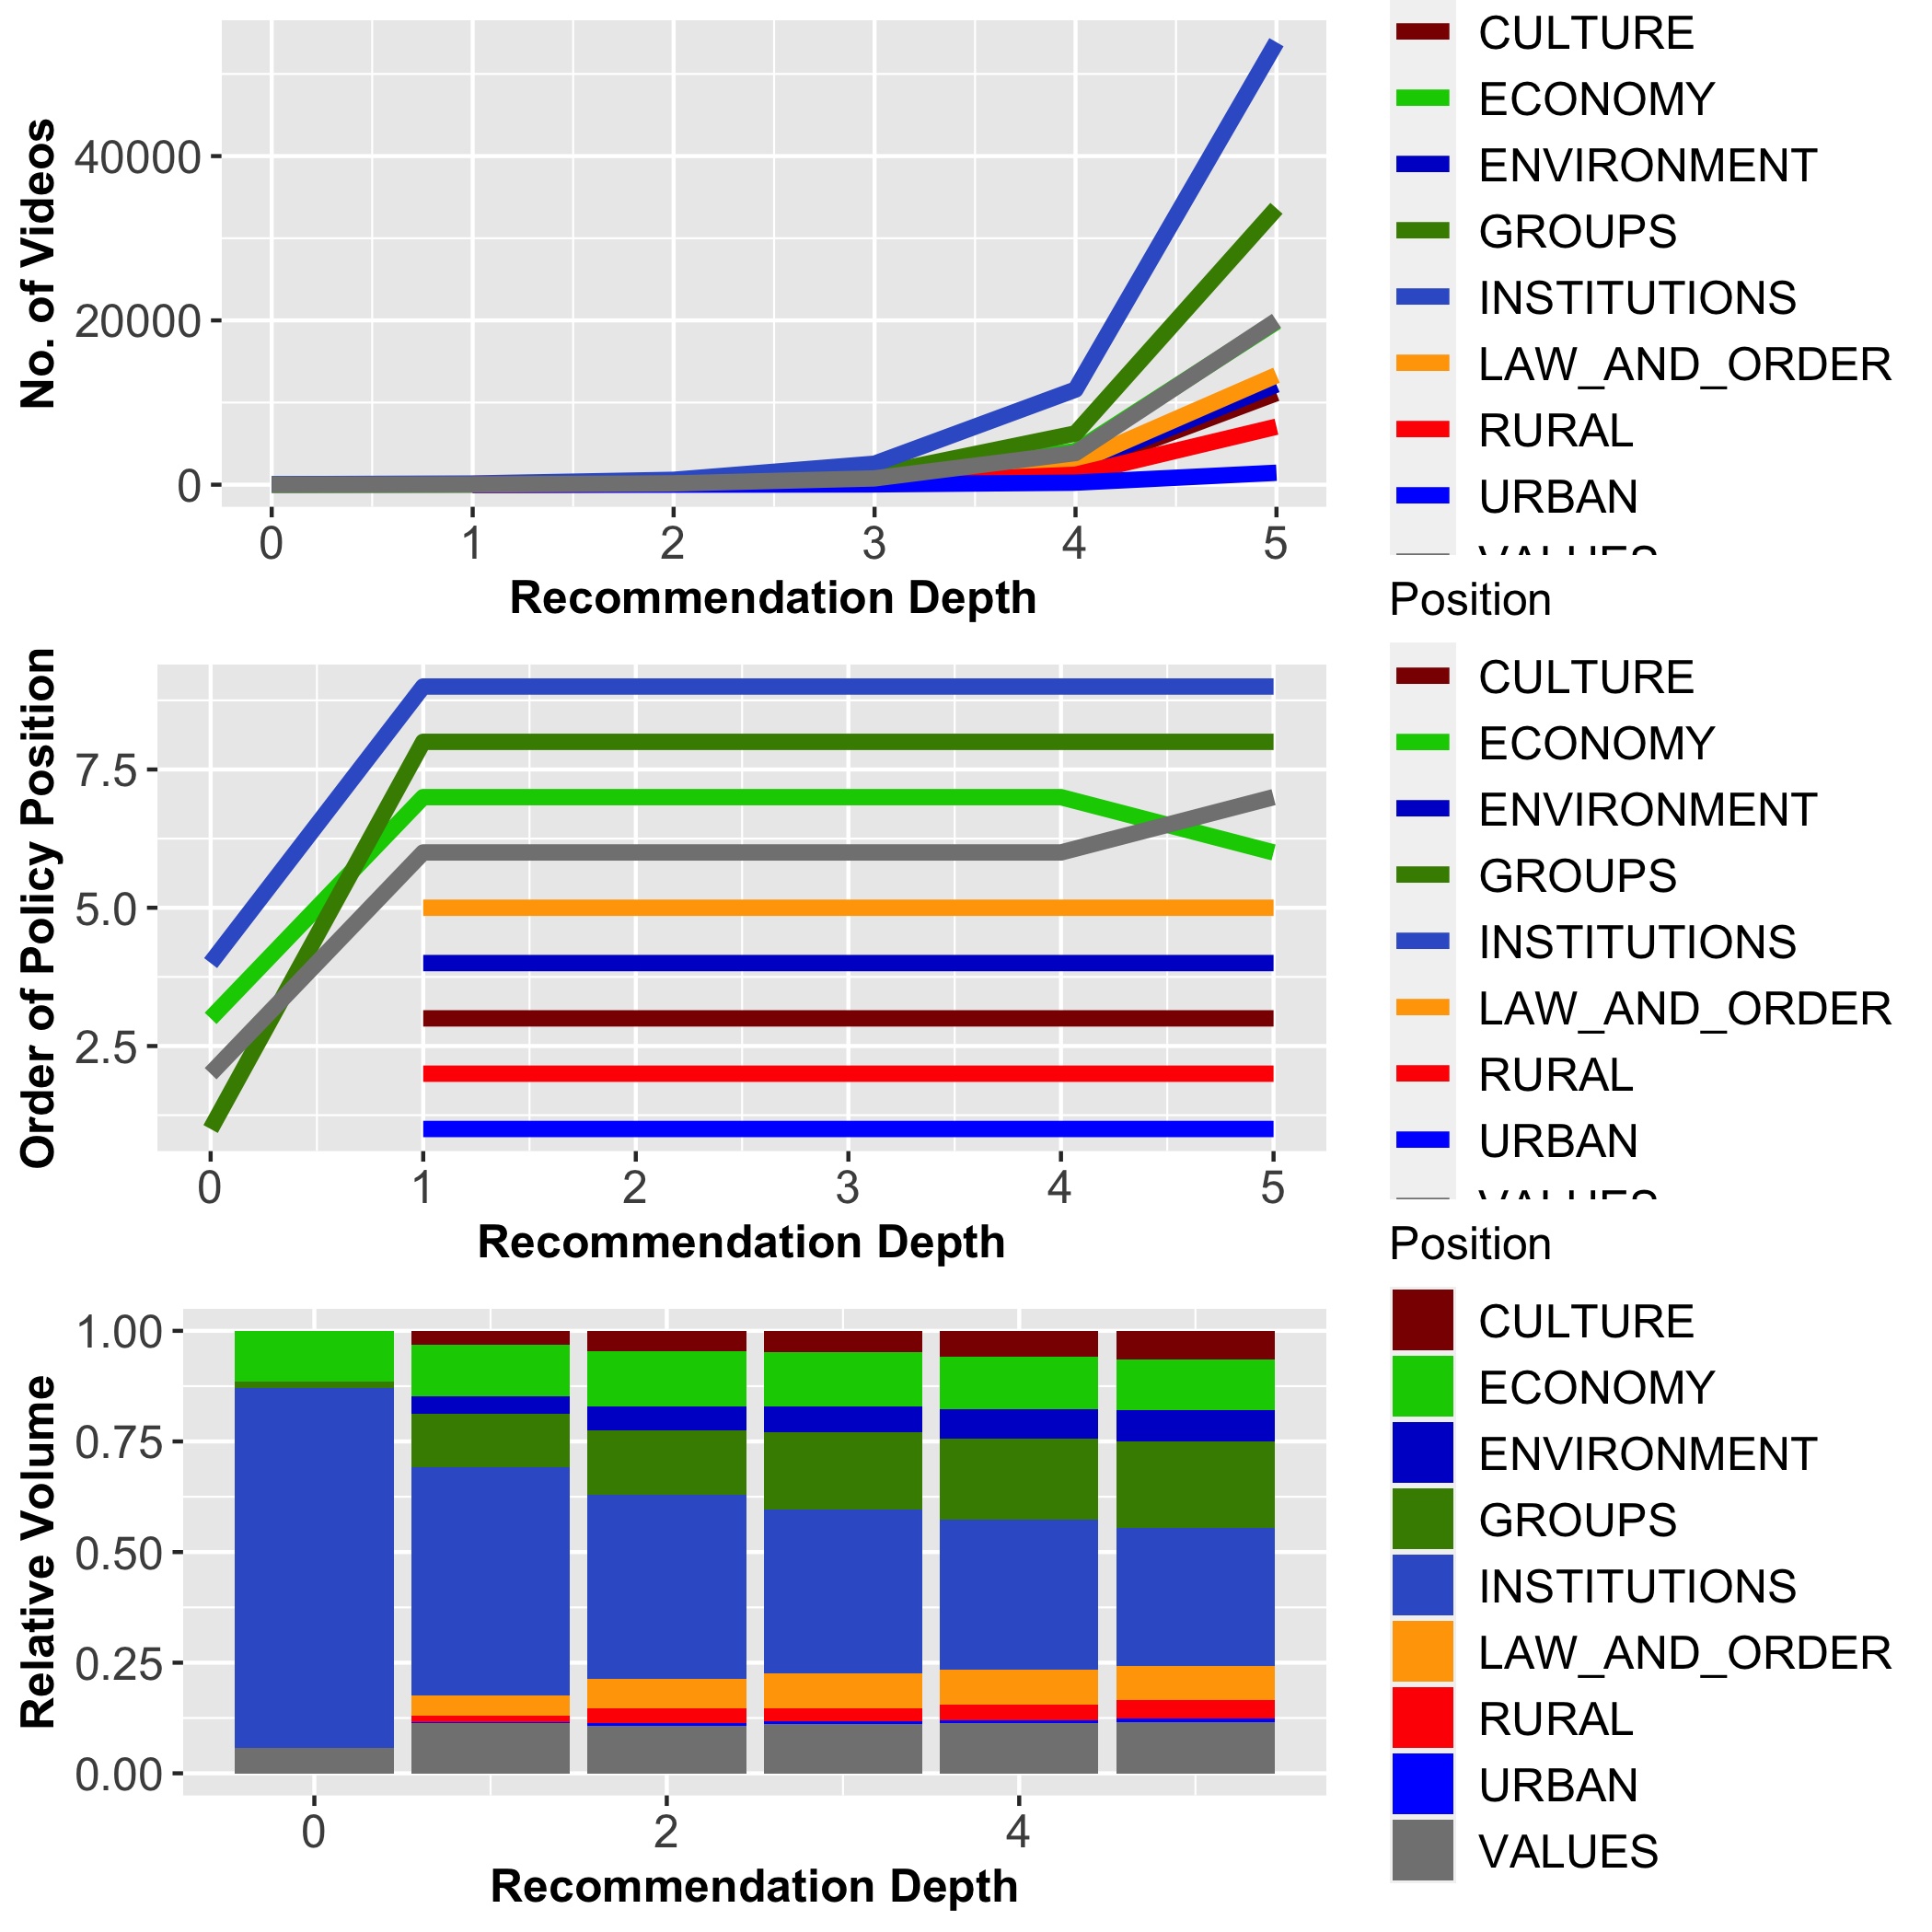 No. of Videos
40000
20000
0
0 1 2 3 4 5
Recommendation Depth
CULTURE
ECONOMY
ENVIRONMENT
GROUPS
INSTITUTIONS
LAW_AND_ORDER
RURAL
URBAN
VALUES
Order of Policy Position
7.5
5.0
2.5
0 1 2 3 4 5
Recommendation Depth
Position
CULTURE
ECONOMY
ENVIRONMENT
GROUPS
INSTITUTIONS
LAW_AND_ORDER
RURAL
URBAN
VALUES
Relative Volume
1.00
0.75
0.50
0.25
0.00
0 2 4
Recommendation Depth
Position
CULTURE
ECONOMY
ENVIRONMENT
GROUPS
INSTITUTIONS
LAW_AND_ORDER
RURAL
URBAN
VALUES